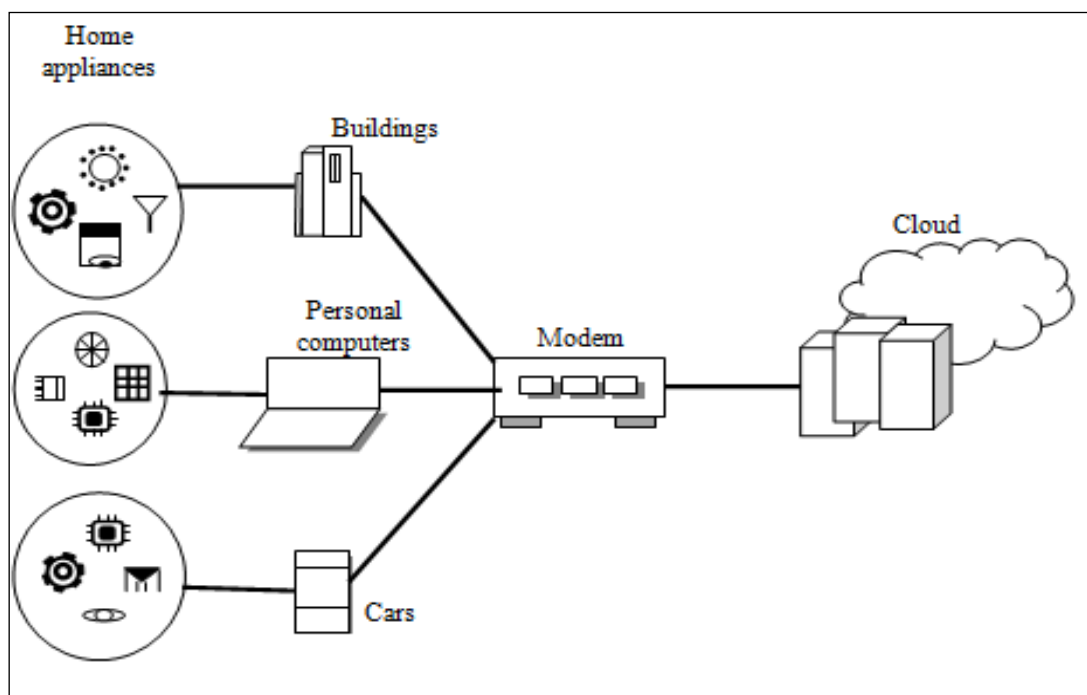 Home
appliances
Buildings
Cloud
Personal
computers
Modem
Cars